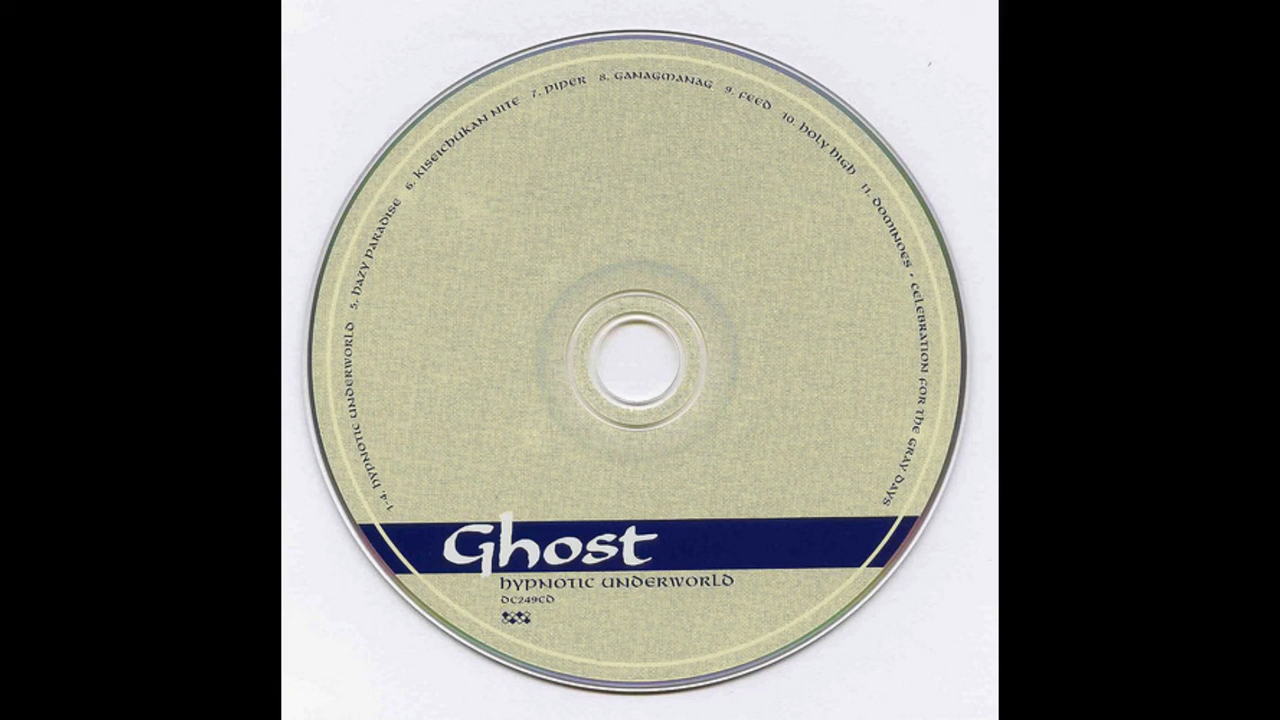 1-4. hypnotic underworld 5. hazy paradise 6. kiseichukan nite 7. piper 8. ganagmanag 9. feed 10. holy high 11. dominoes • celebration for the gray days
Ghost
hypnotic underworld
DC249CD